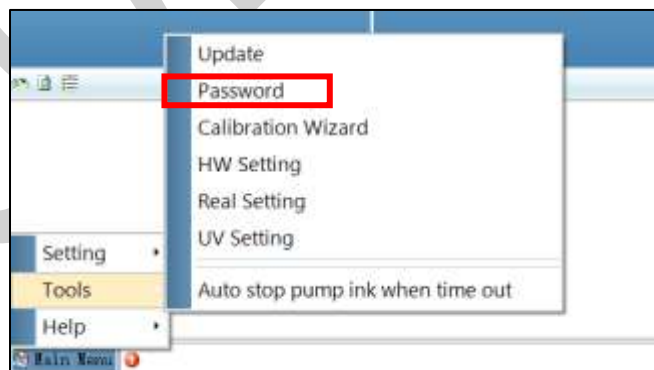 Update
Password
Calibration Wizard
HW Setting
Real Setting
UV Setting
Auto stop pump ink when time out
Setting
Tools
Help
Main Menu